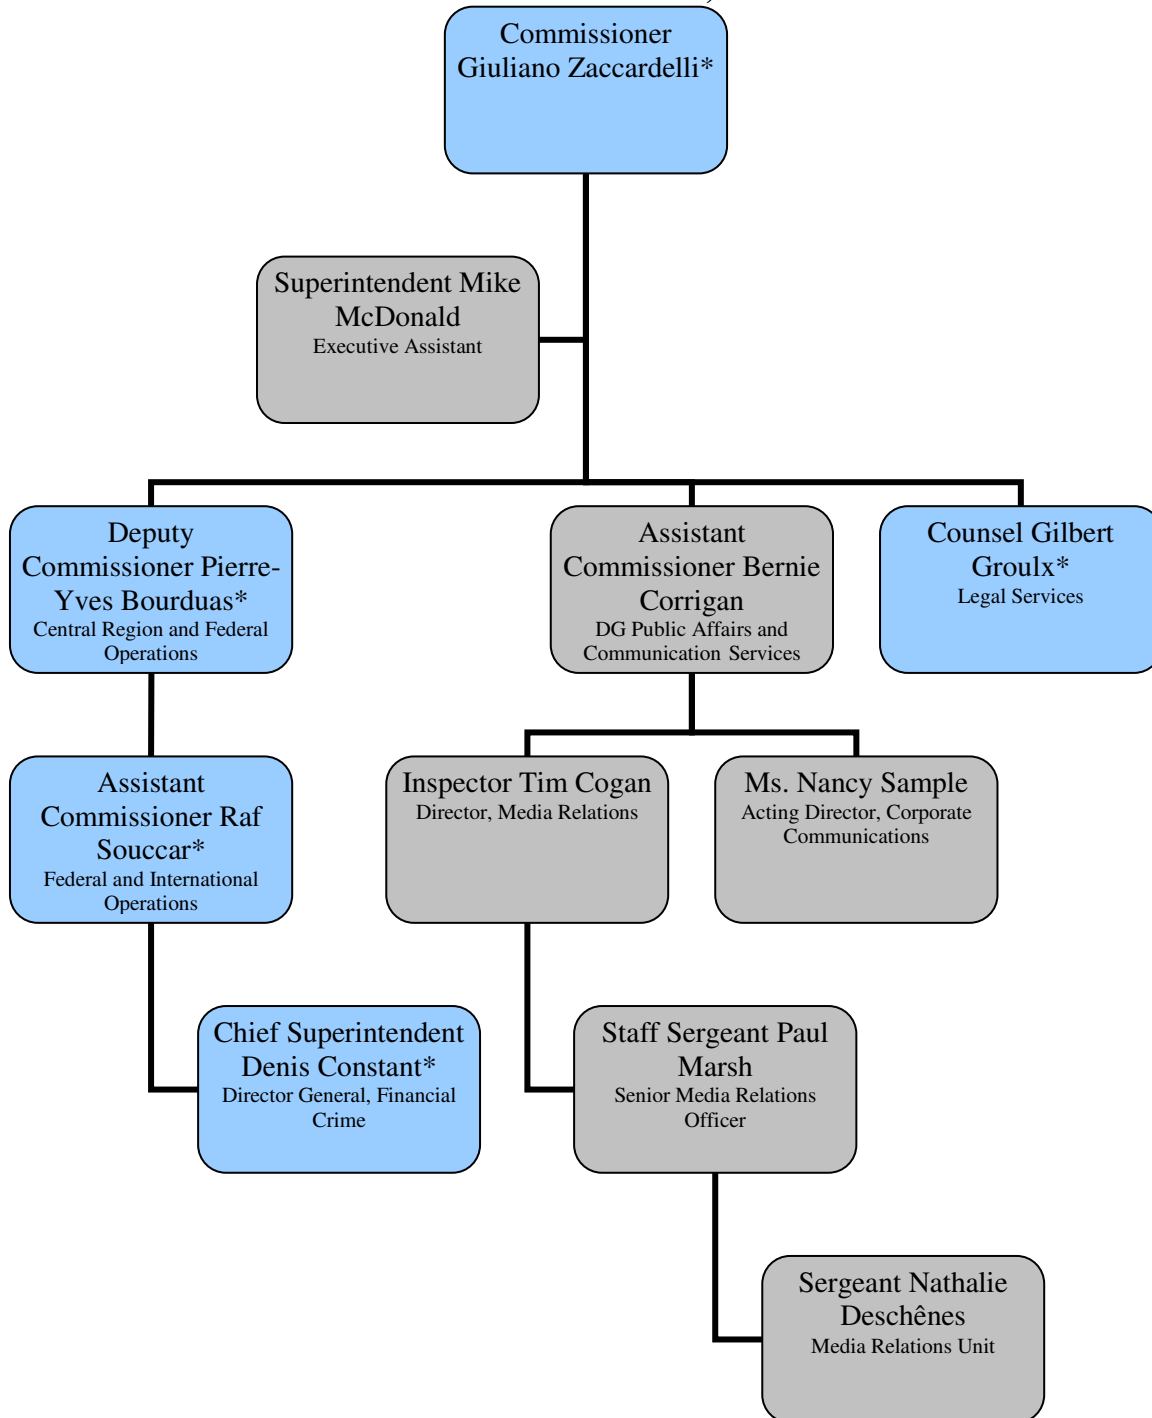 Commissioner
Giuliano Zaccardelli*
Superintendent Mike
McDonald
Executive Assistant
Deputy
Commissioner Pierre-
Yves Bourduas*
Central Region and Federal
Operations
Assistant
Commissioner Bernie
Corrigan
DG Public Affairs and
Communication Services
Counsel Gilbert
Groulx*
Legal Services
Assistant
Commissioner Raf
Souccar*
Federal and International
Operations
Inspector Tim Cogan
Director, Media Relations
Ms. Nancy Sample
Acting Director, Corporate
Communications
Chief Superintendent
Denis Constant*
Director General, Financial
Crime
Staff Sergeant Paul
Marsh
Senior Media Relations
Officer
Sergeant Nathalie
Deschênes
Media Relations Unit